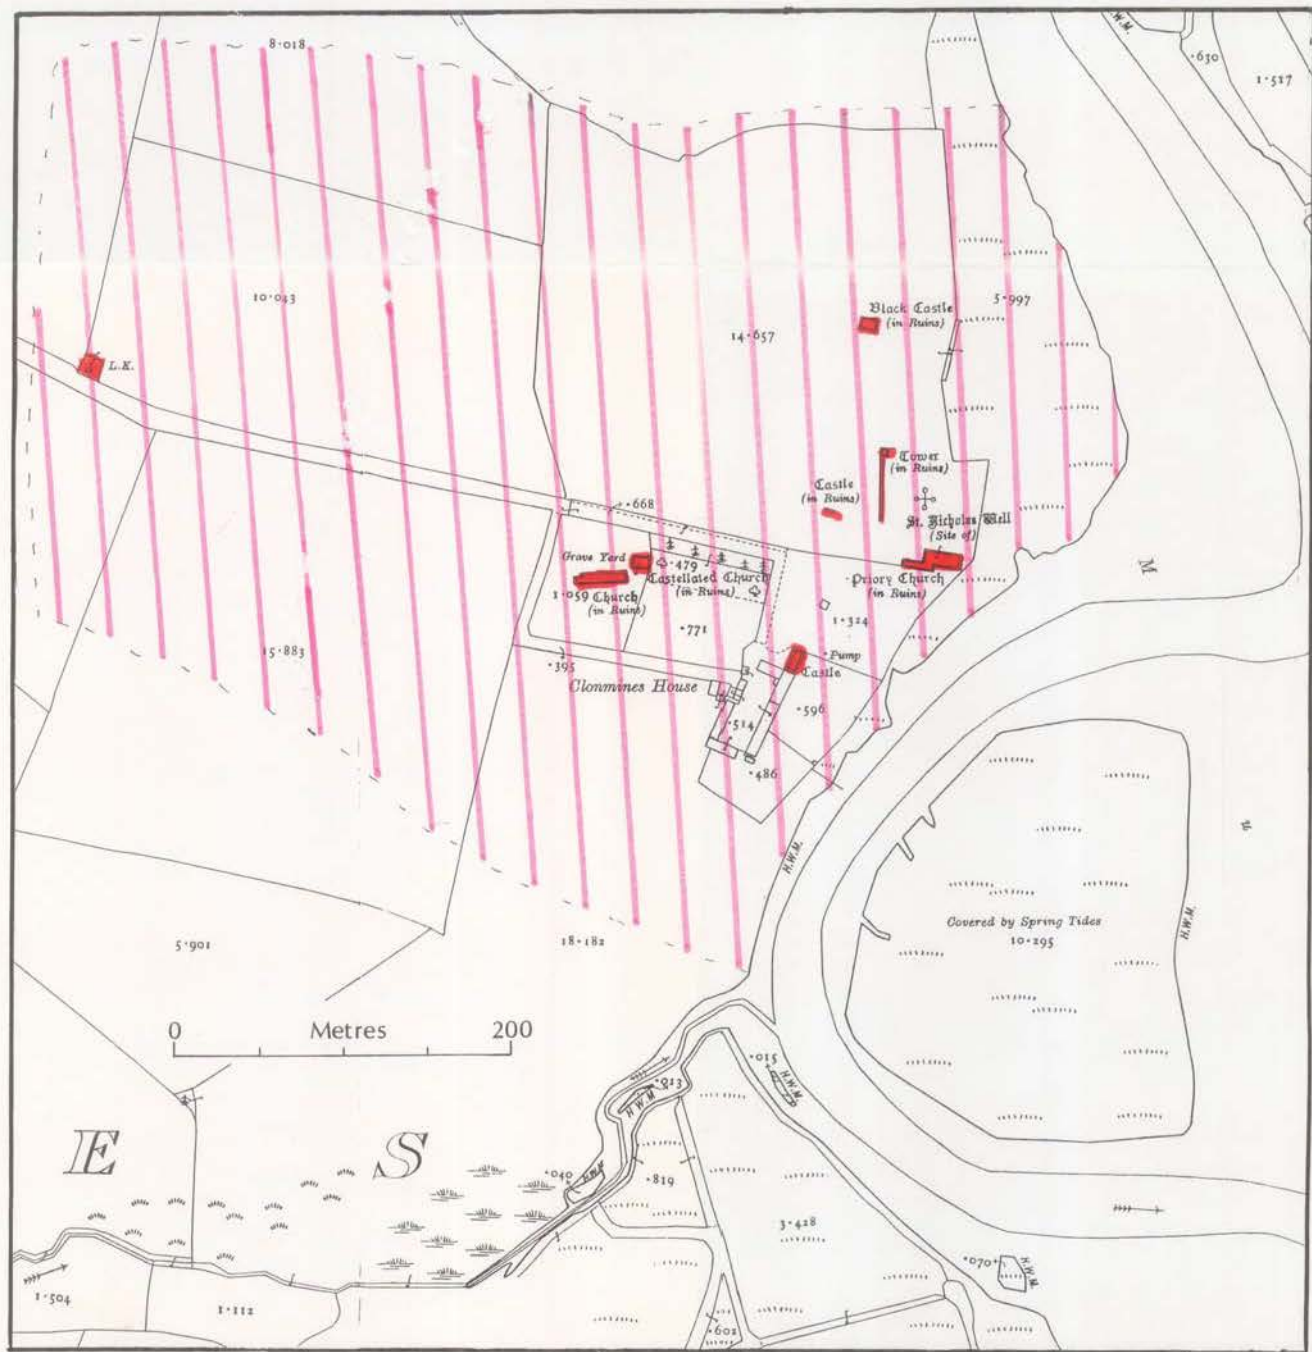 8·018
H.W.M.
·630
1·517
10·043
14·657
Black Castle
(in Ruins)
5·997
L.K.
Tower
(in Ruins)
Castle
(in Ruins)
·668
St. Nicholas Well
(Site of)
Grave Yard
·479
Castellated Church
(in Ruins)
Priory Church
(in Ruins)
M
1·059 Church
(in Ruins)
·771
1·324
15·883
·395
Pump
Castle
Clonmines House
·596
·514
·486
H.W.M.
Covered by Spring Tides
10·295
H.W.M.
5·901
18·182
0 Metres 200
·015
H.W.M.
·013
H.W.M
E S
·040
H.W.M
·819
3·428
·070
H.W.M.
1·504
1·112
·602